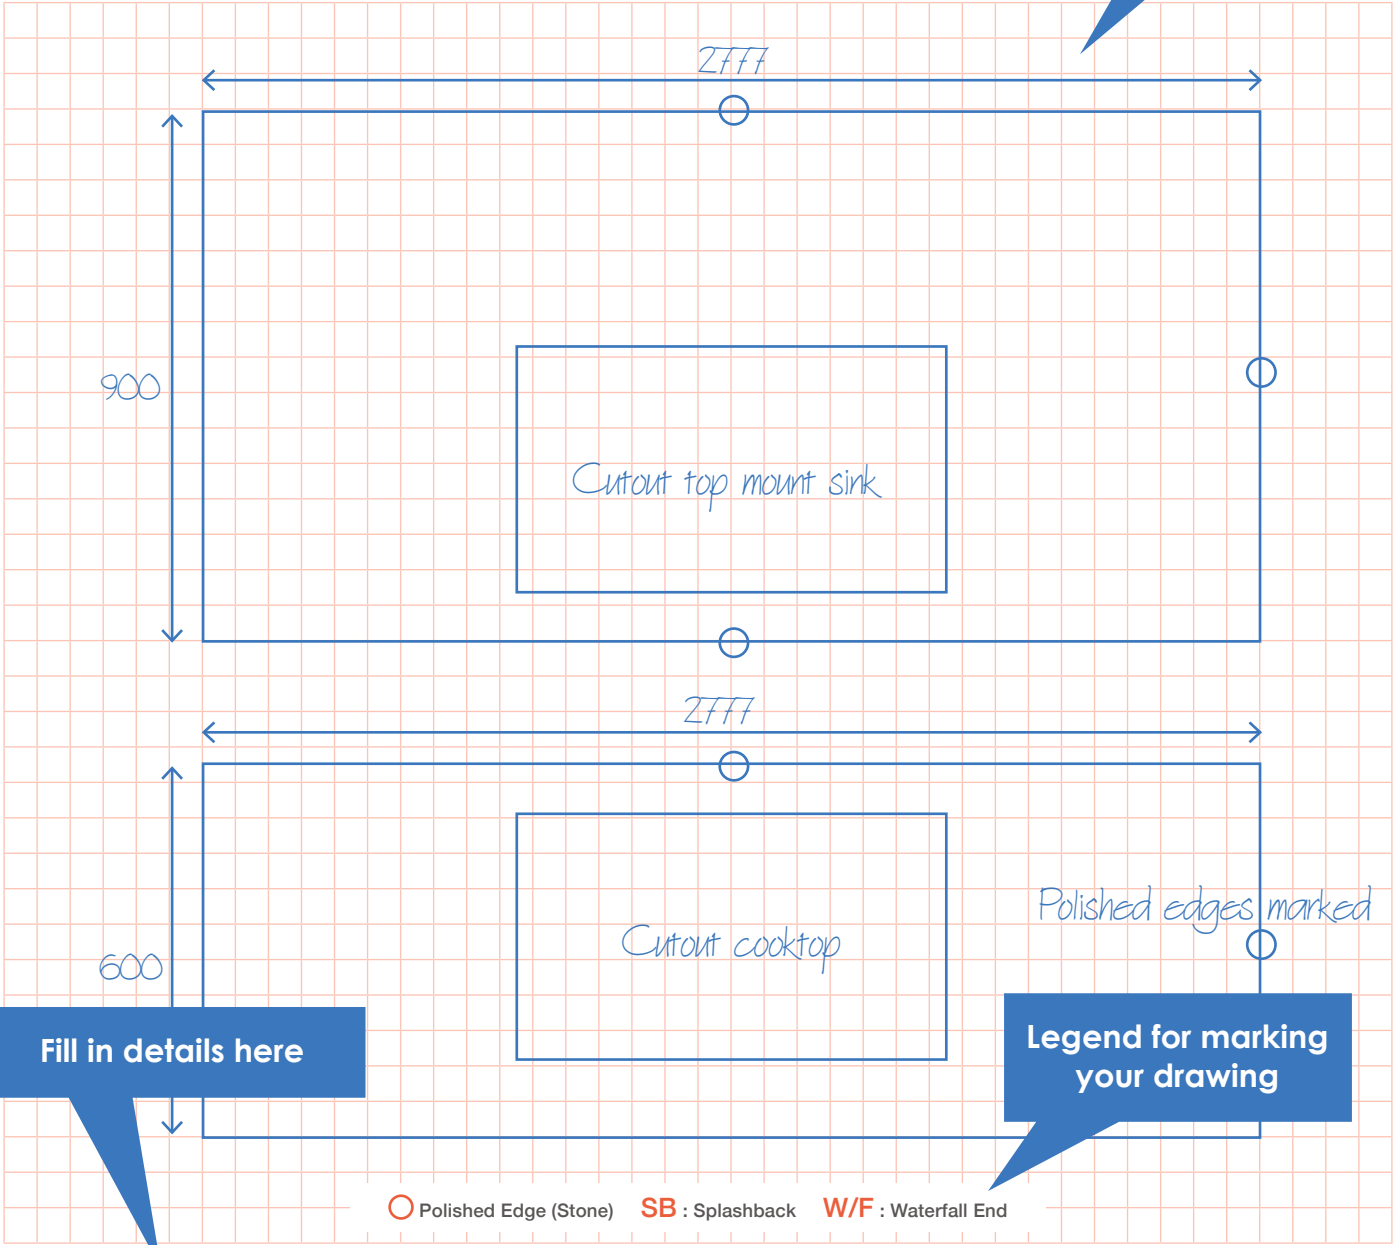 2777
900
Cutout top mount sink
2777
Polished edges marked
Cutout cooktop
600
Fill in details here
Legend for marking
your drawing
Polished Edge (Stone) SB : Splashback W/F : Waterfall End